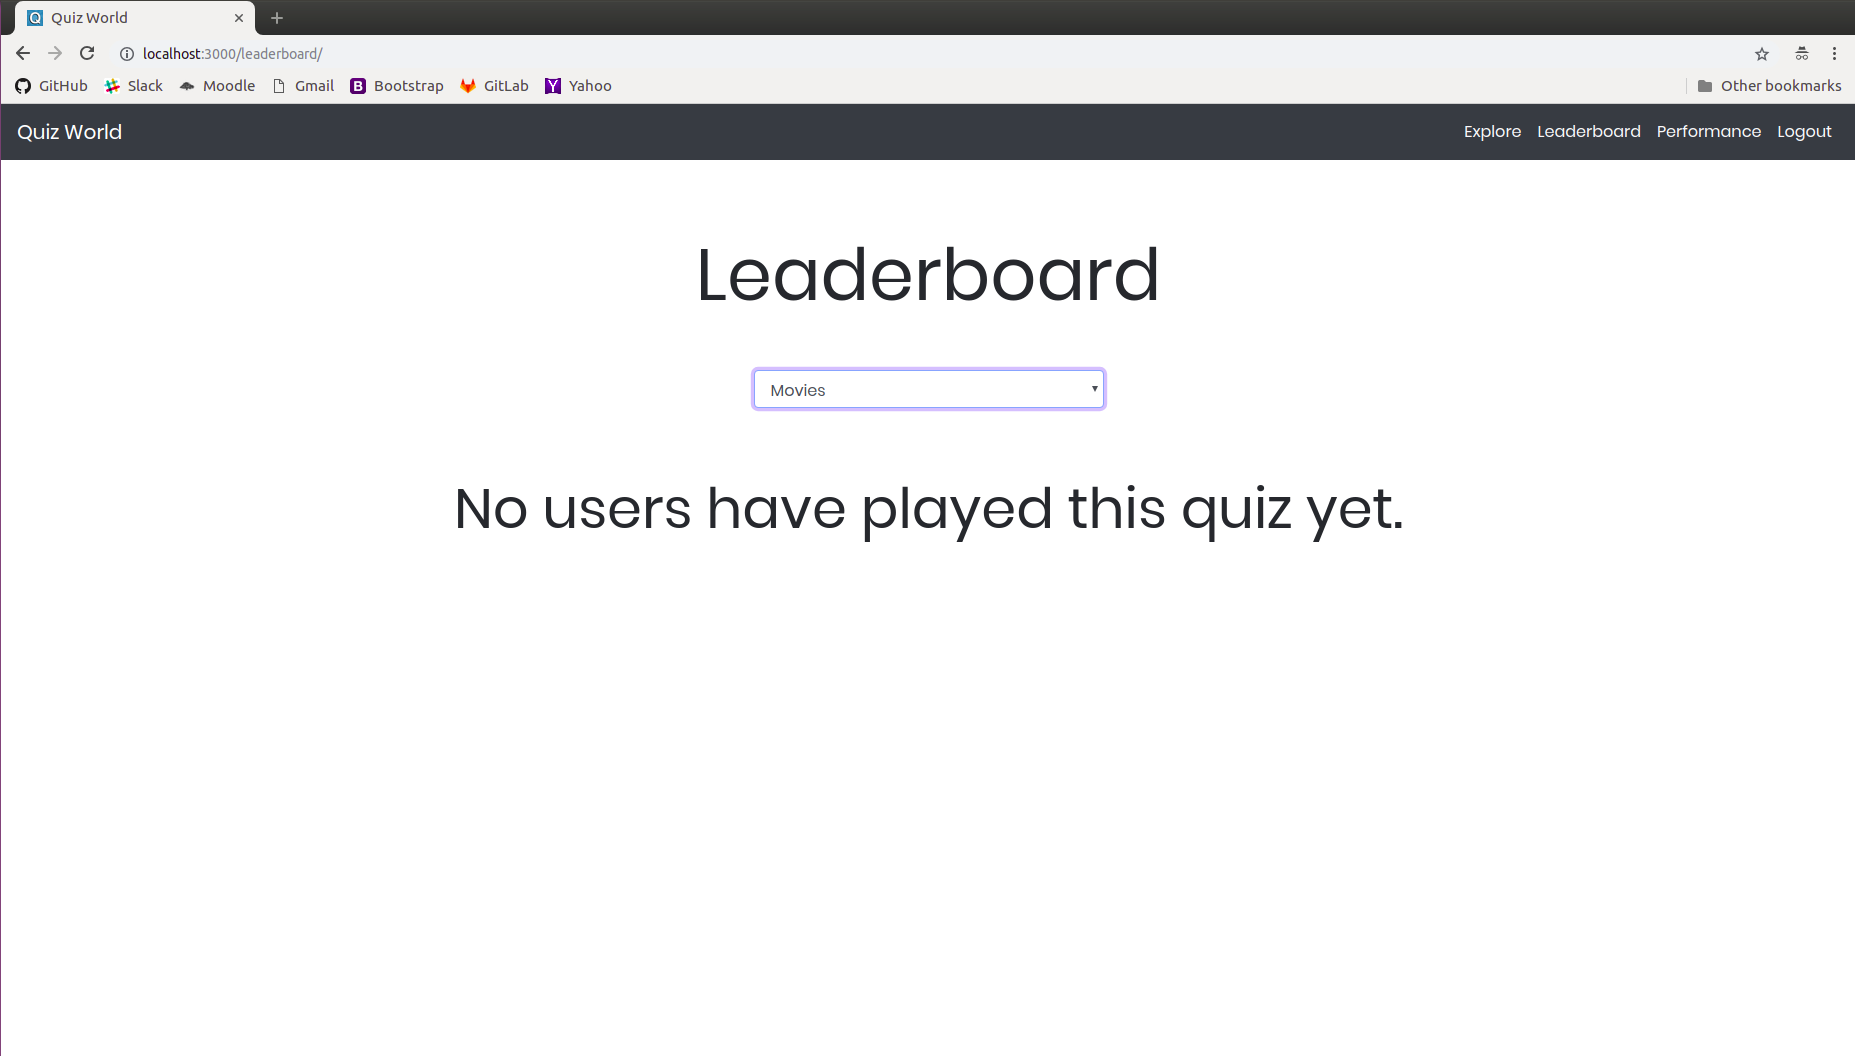 Quiz World
localhost:3000/leaderboard/
GitHub Slack Moodle Gmail Bootstrap GitLab Yahoo Other bookmarks
Quiz World Explore Leaderboard Performance Logout
Leaderboard
Movies
No users have played this quiz yet.